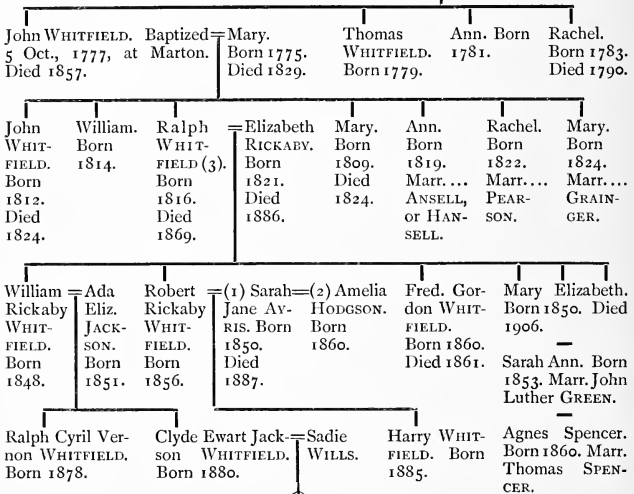 John WHITFIELD. Baptized = Mary.
5 Oct., 1777, at Marton. Born 1775.
Died 1857. Died 1829.
Thomas
WHITFIELD.
Born 1779.
Ann. Born
1781.
Rachel.
Born 1783.
Died 1790.
John
WHIT-
FIELD.
Born
1812.
Died
1824.
William.
Born
1814.
Ralph
WHIT-
FIELD (3).
Born
1816.
Died
1869.
=Elizabeth
RICKABY.
Born
1821.
Died
1886.
Mary.
Born
1809.
Died
1824.
Ann.
Born
1819.
Marr....
ANSELL,
or HAN-
SELL.
Rachel.
Born
1822.
Marr....
PEAR-
SON.
Mary.
Born
1824.
Marr....
GRAIN-
GER.
William
Rickaby
WHIT-
FIELD.
Born
1848.
=Ada
Eliz.
JACK-
SON.
Born
1851.
Robert
Rickaby
WHIT-
FIELD.
Born
1856.
=(1) Sarah=
Jane AY-
RIS. Born
1850.
Died
1887.
(2) Amelia
HODGSON.
Born
1860.
Fred. Gor-
don WHIT-
FIELD.
Born 1860.
Died 1861.
Mary Elizabeth.
Born 1850. Died
1906.
—
Sarah Ann. Born
1853. Marr. John
Luther GREEN.
—
Agnes Spencer.
Born 1860. Marr.
Thomas SPEN-
CER.
Ralph Cyril Ver-
non WHITFIELD.
Born 1878.
Clyde Ewart Jack-
son WHITFIELD.
Born 1880.
=Sadie
WILLS.
Harry WHIT-
FIELD. Born
1885.